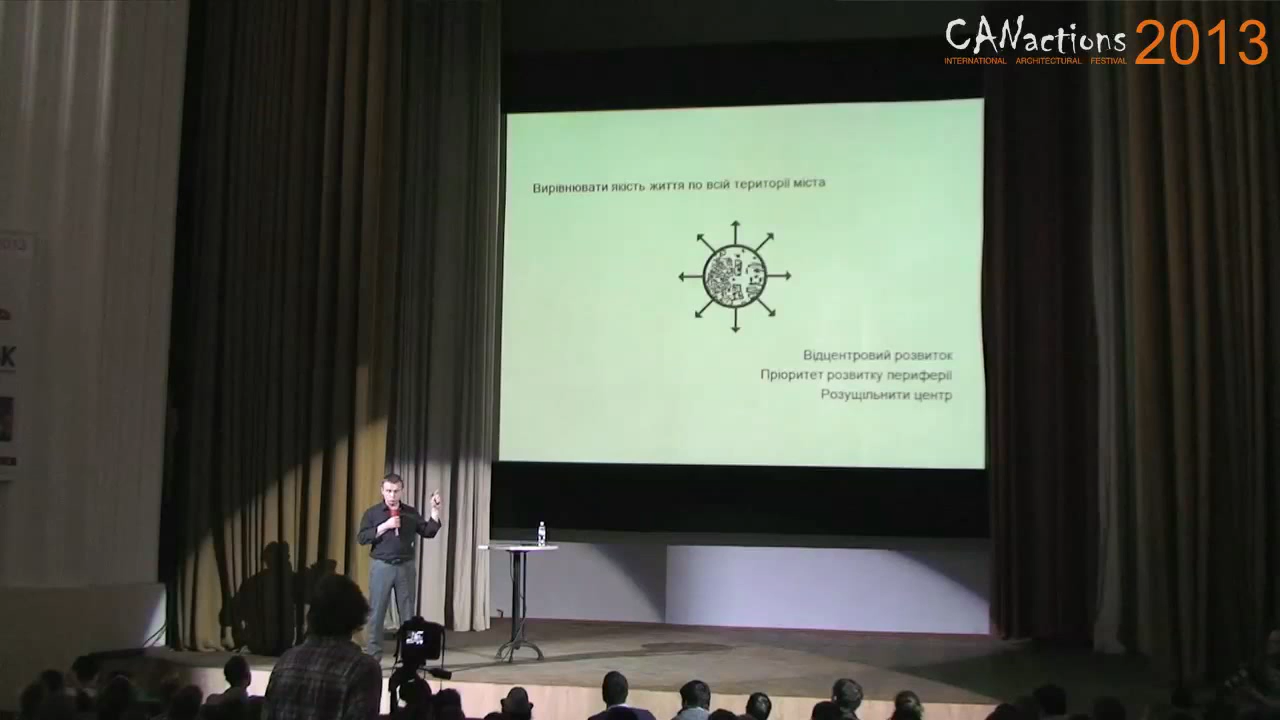 CANactions 2013
INTERNATIONAL ARCHITECTURAL FESTIVAL
Вирівнювати якість життя по всій території міста
Відцентровий розвиток
Пріоритет розвитку периферії
Розущільнити центр